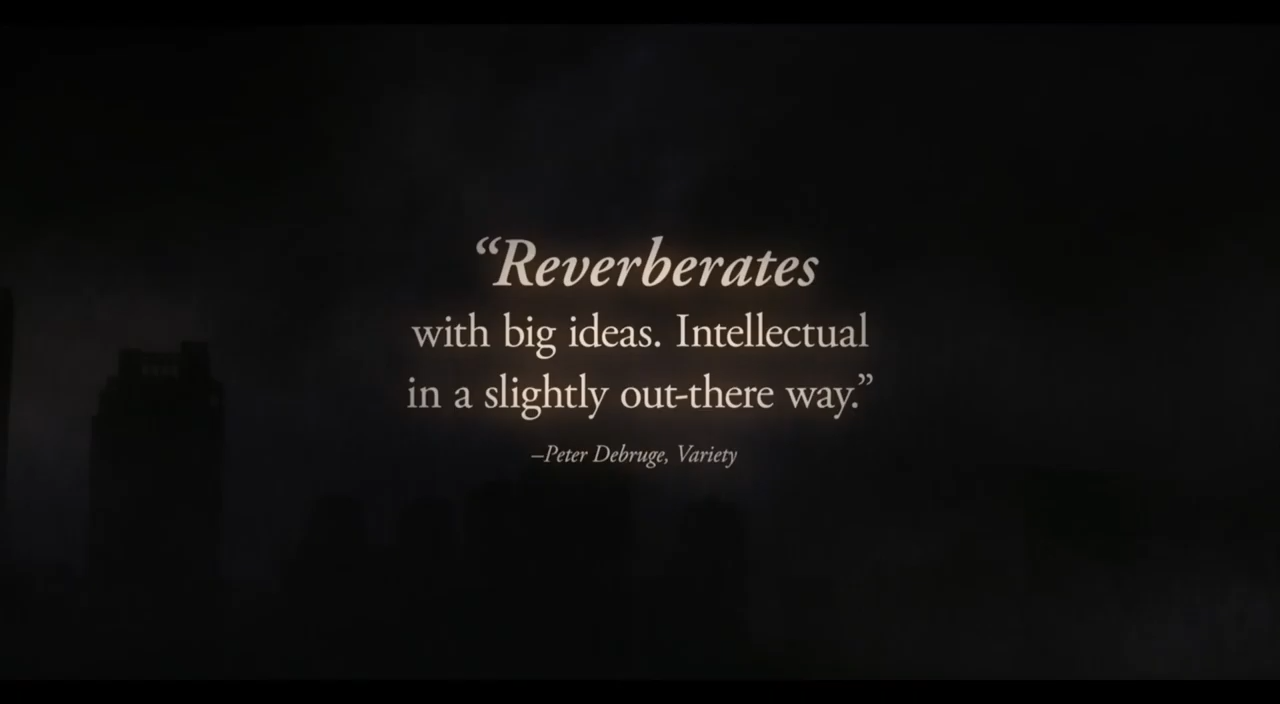 “Reverberates
with big ideas. Intellectual
in a slightly out-there way.”
–Peter Debruge, Variety